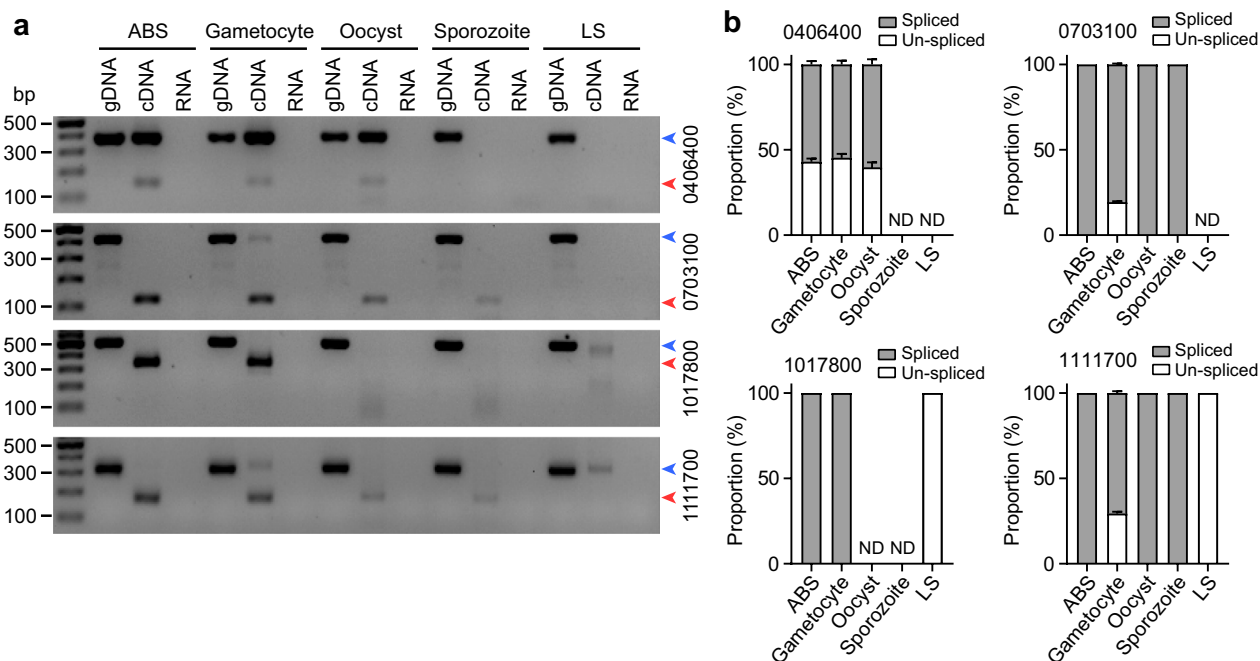 a
ABS Gametocyte Oocyst Sporozoite LS
bp gDNA cDNA RNA gDNA cDNA RNA gDNA cDNA RNA gDNA cDNA RNA gDNA cDNA RNA
500
300
100
0406400
500
300
100
0703100
500
300
100
1017800
500
300
100
1111700
b
0406400
Spliced
Un-spliced
Proportion (%)
100
50
0
ND ND
ABS Gametocyte Oocyst Sporozoite LS
0703100
Spliced
Un-spliced
Proportion (%)
100
50
0
ND
ABS Gametocyte Oocyst Sporozoite LS
1017800
Spliced
Un-spliced
Proportion (%)
100
50
0
ND ND
ABS Gametocyte Oocyst Sporozoite LS
1111700
Spliced
Un-spliced
Proportion (%)
100
50
0
ABS Gametocyte Oocyst Sporozoite LS